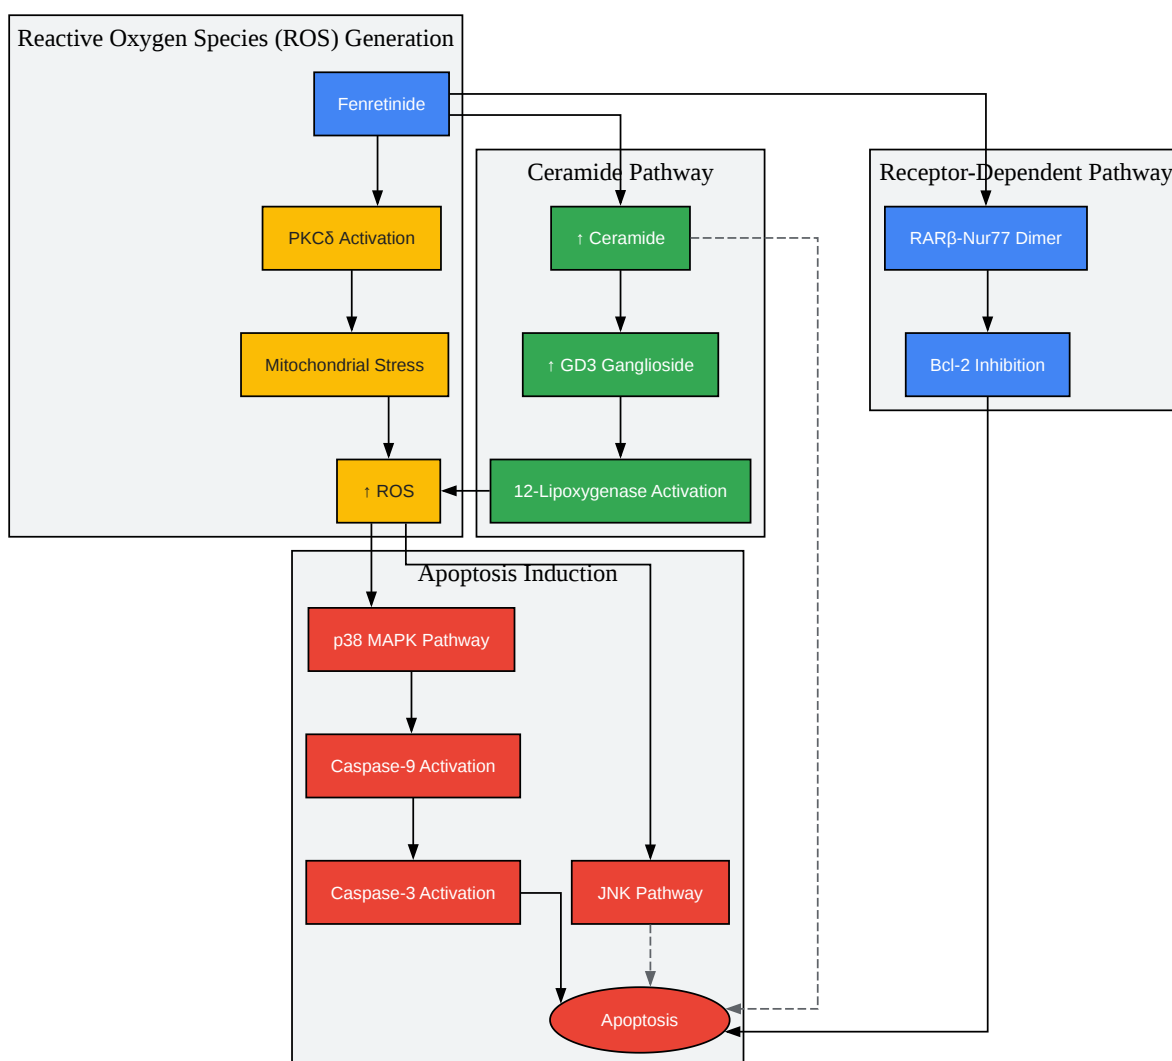 Reactive Oxygen Species (ROS) Generation
Fenretinide
Ceramide Pathway
Receptor-Dependent Pathway
PKCδ Activation
↑ Ceramide
RARβ-Nur77 Dimer
Mitochondrial Stress
↑ GD3 Ganglioside
Bcl-2 Inhibition
↑ ROS
12-Lipoxygenase Activation
Apoptosis Induction
p38 MAPK Pathway
Caspase-9 Activation
Caspase-3 Activation
JNK Pathway
Apoptosis